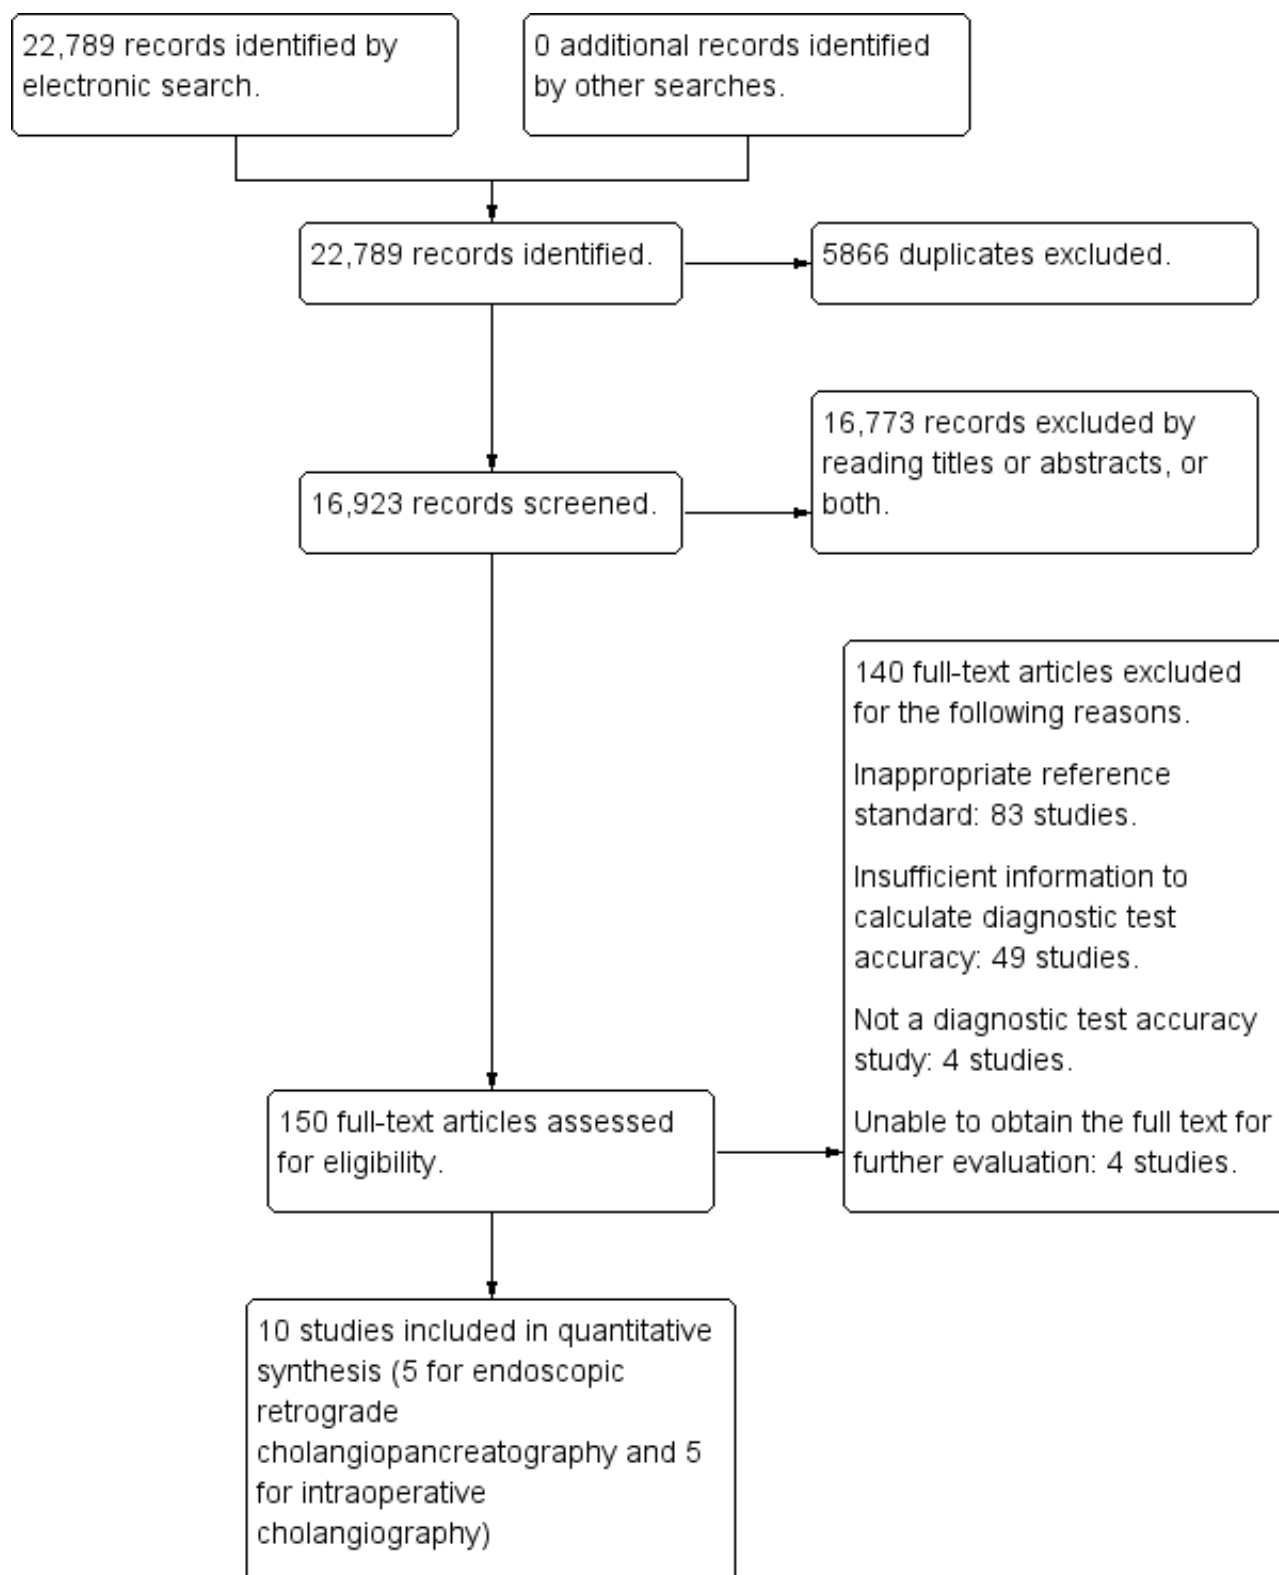 22,789 records identified by
electronic search.
0 additional records identified
by other searches.
22,789 records identified.
5866 duplicates excluded.
16,923 records screened.
16,773 records excluded by
reading titles or abstracts, or
both.
150 full-text articles assessed
for eligibility.
140 full-text articles excluded
for the following reasons.
Inappropriate reference
standard: 83 studies.
Insufficient information to
calculate diagnostic test
accuracy: 49 studies.
Not a diagnostic test accuracy
study: 4 studies.
Unable to obtain the full text for
further evaluation: 4 studies.
10 studies included in quantitative
synthesis (5 for endoscopic
retrograde
cholangiopancreatography and 5
for intraoperative
cholangiography)